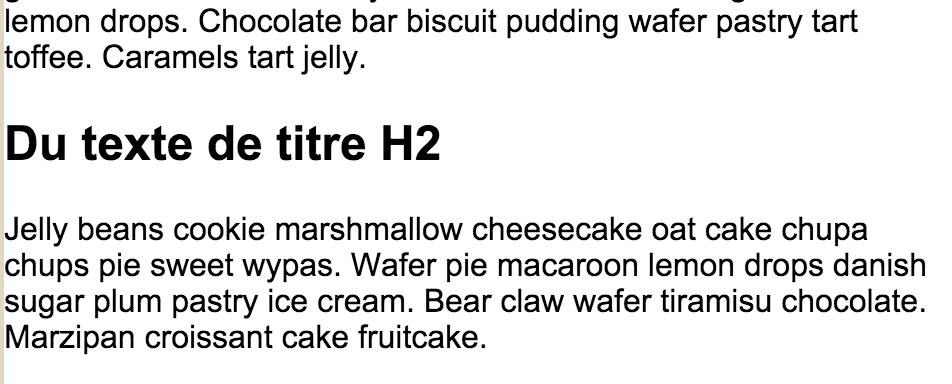 lemon drops. Chocolate bar biscuit pudding wafer pastry tart
toffee. Caramels tart jelly.
Du texte de titre H2
Jelly beans cookie marshmallow cheesecake oat cake chupa
chups pie sweet wypas. Wafer pie macaroon lemon drops danish
sugar plum pastry ice cream. Bear claw wafer tiramisu chocolate.
Marzipan croissant cake fruitcake.